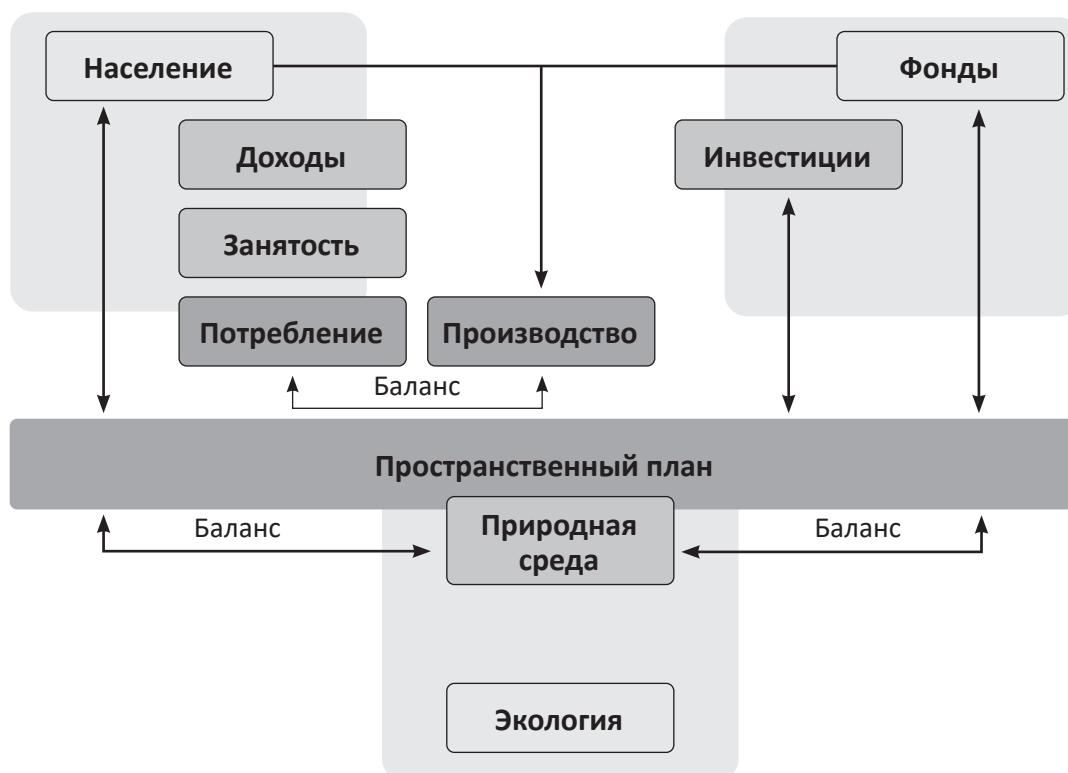 Население
Фонды
Доходы
Инвестиции
Занятость
Потребление
Производство
Баланс
Пространственный план
Баланс
Природная
среда
Баланс
Экология